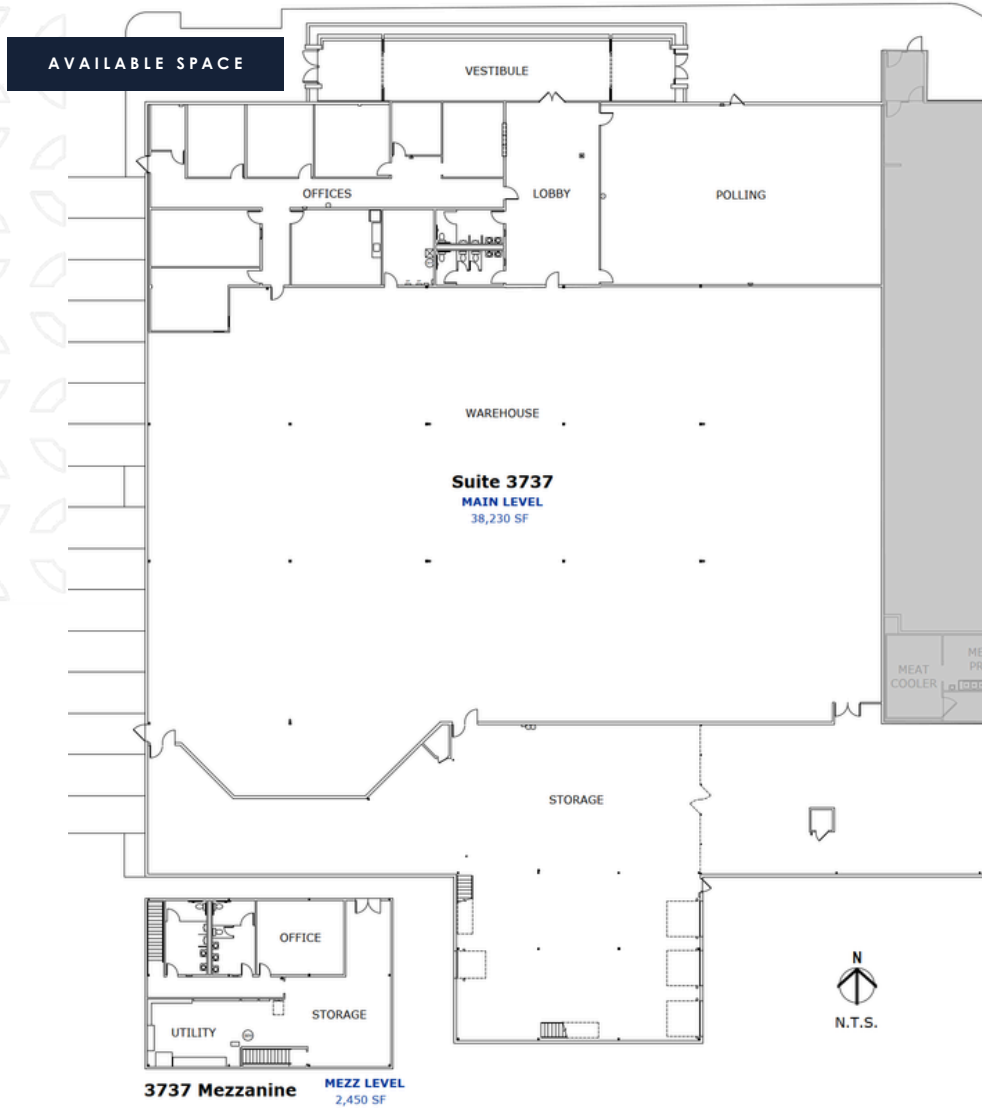 AVAILABLE SPACE
VESTIBULE
OFFICES
LOBBY
POLLING
WAREHOUSE
Suite 3737
MAIN LEVEL
38,230 SF
MEAT
COOLER
STORAGE
OFFICE
STORAGE
UTILITY
N
N.T.S.
3737 Mezzanine
MEZZ LEVEL
2,450 SF